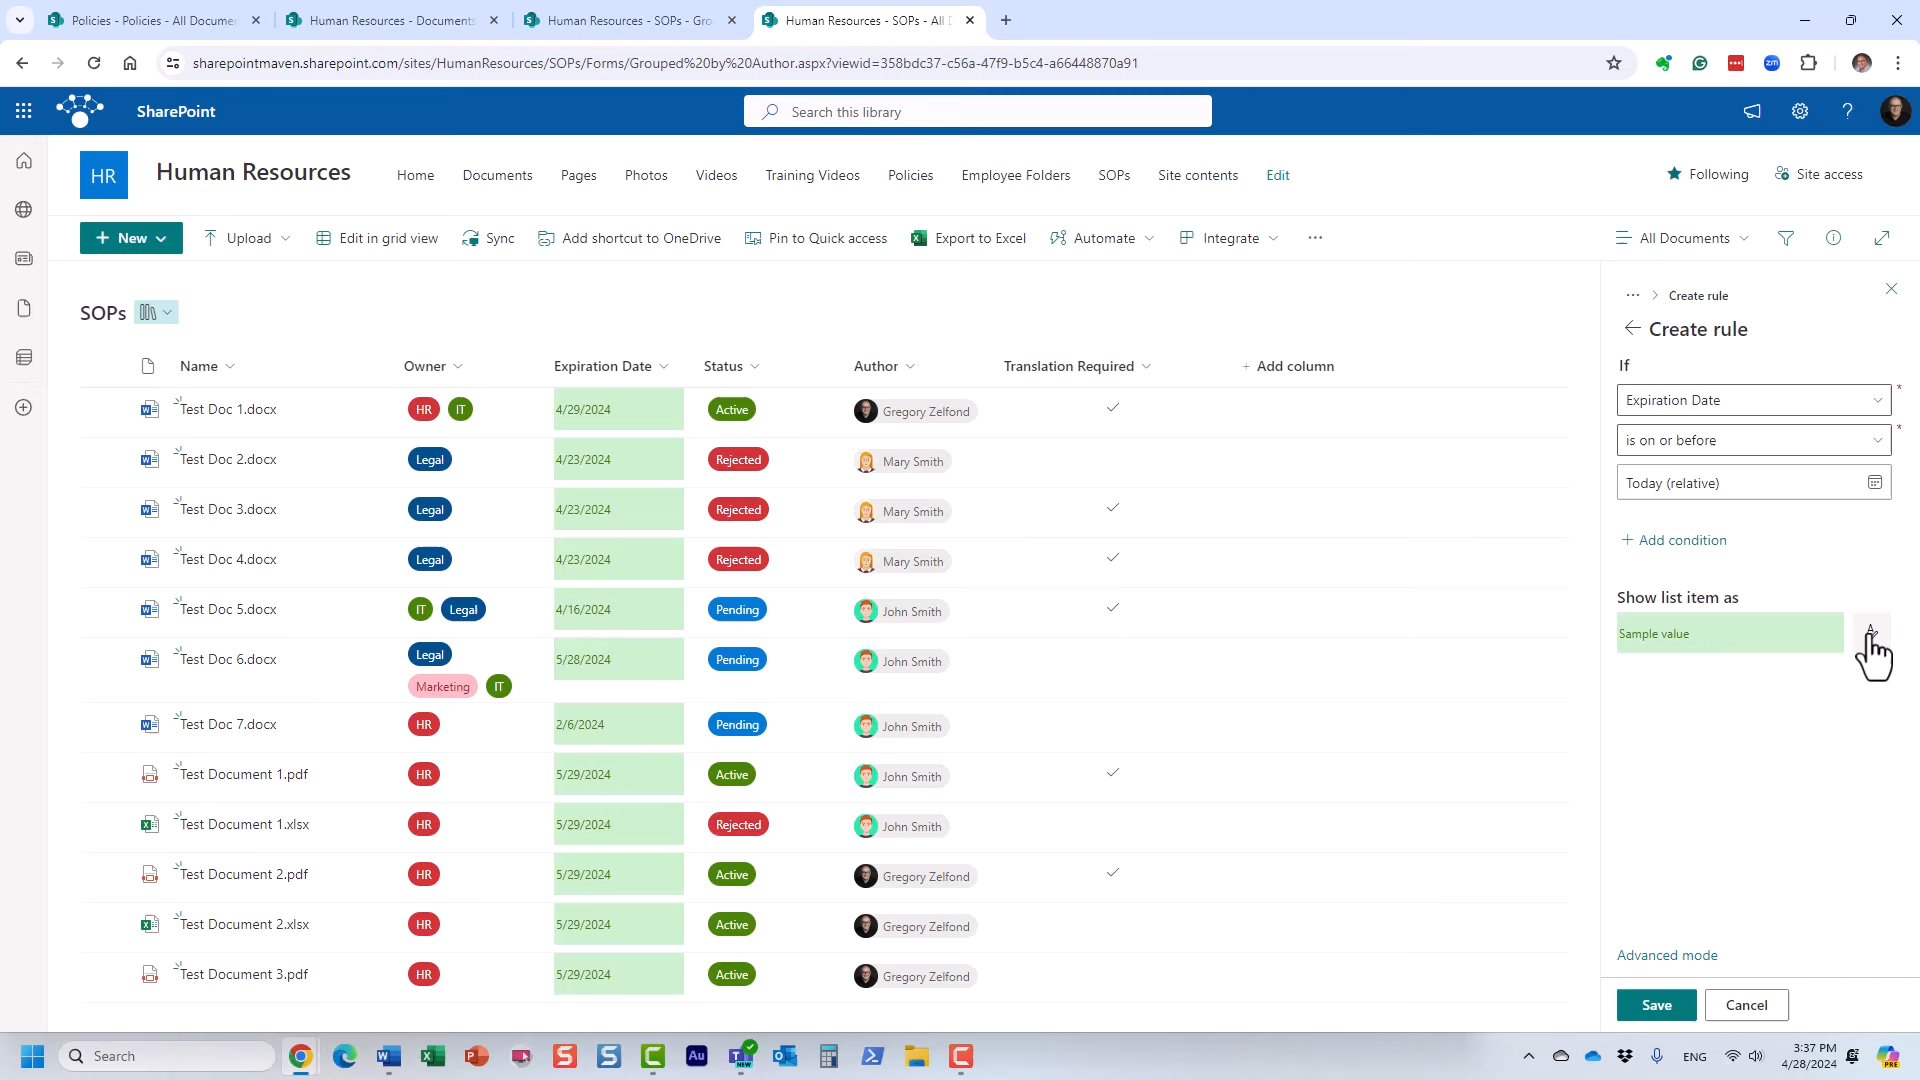 Policies - Policies - All Docume
Human Resources - Documents
Human Resources - SOPs - Gro
Human Resources - SOPs - All D
sharepointmaven.sharepoint.com/sites/HumanResources/SOPs/Forms/Grouped%20by%20Author.aspx?viewid=358bdc37-c56a-47f9-b5c4-a66448870a91
SharePoint
Search this library
HR
Human Resources
Home Documents Pages Photos Videos Training Videos Policies Employee Folders SOPs Site contents Edit
Following Site access
New Upload Edit in grid view Sync Add shortcut to OneDrive Pin to Quick access Export to Excel Automate Integrate ... All Documents
SOPs
Name Owner Expiration Date Status Author Translation Required + Add column
Test Doc 1.docx HR IT 4/29/2024 Active Gregory Zelfond
Test Doc 2.docx Legal 4/23/2024 Rejected Mary Smith
Test Doc 3.docx Legal 4/23/2024 Rejected Mary Smith
Test Doc 4.docx Legal 4/23/2024 Rejected Mary Smith
Test Doc 5.docx IT Legal 4/16/2024 Pending John Smith
Test Doc 6.docx Legal 5/28/2024 Pending John Smith
Marketing IT
Test Doc 7.docx HR 2/6/2024 Pending John Smith
Test Document 1.pdf HR 5/29/2024 Active John Smith
Test Document 1.xlsx HR 5/29/2024 Rejected John Smith
Test Document 2.pdf HR 5/29/2024 Active Gregory Zelfond
Test Document 2.xlsx HR 5/29/2024 Active Gregory Zelfond
Test Document 3.pdf HR 5/29/2024 Active Gregory Zelfond
... > Create rule
Create rule
If
Expiration Date *
is on or before *
Today (relative)
+ Add condition
Show list item as
Sample value
Advanced mode
Save Cancel
Search
Au
NEW
ENG
3:37 PM
4/28/2024
PRE